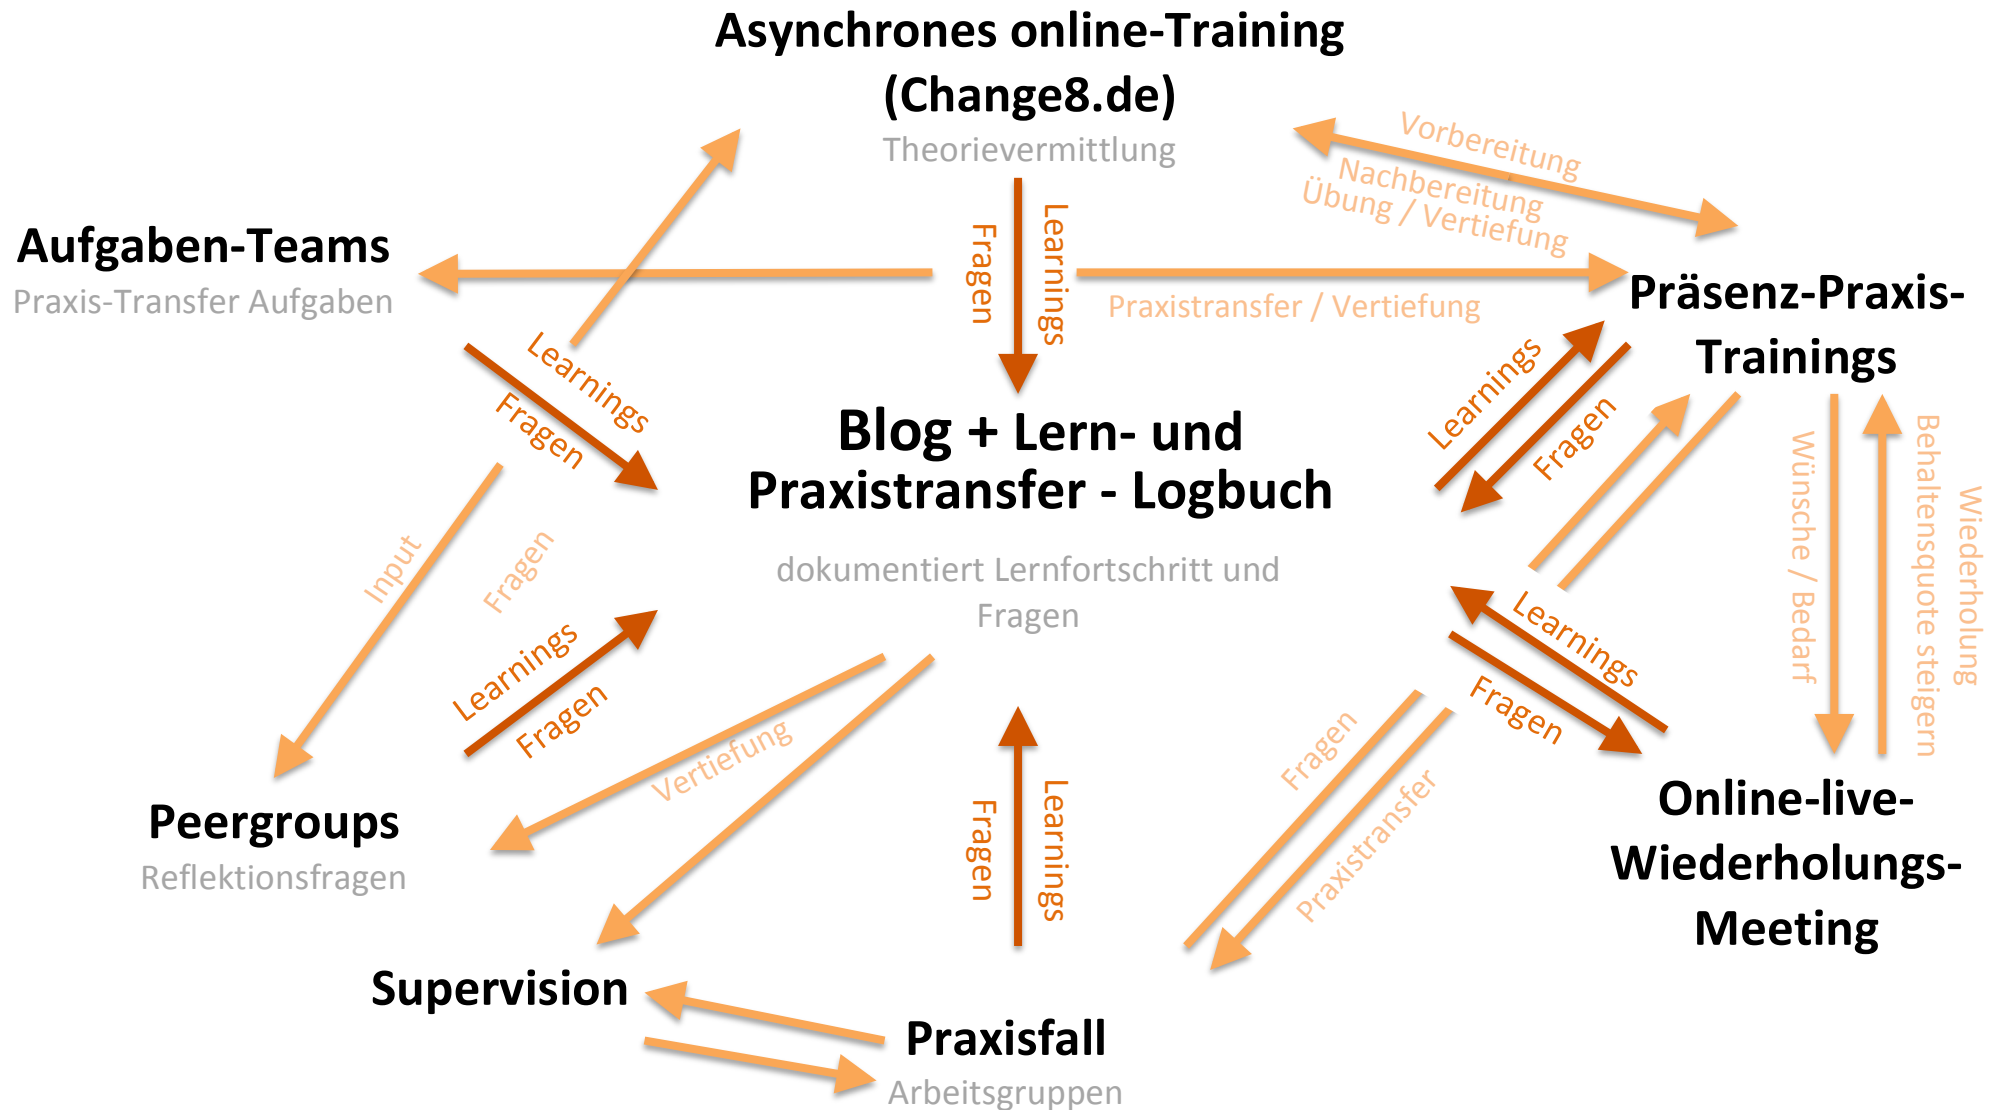 Asynchrones online-Training
(Change8.de)
Theorievermittlung
Vorbereitung
Nachbereitung
Übung / Vertiefung
Aufgaben-Teams
Praxis-Transfer Aufgaben
Fragen
Learnings
Praxistransfer / Vertiefung
Präsenz-Praxis-
Trainings
Learnings
Fragen
Learnings
Fragen
Blog + Lern- und
Praxistransfer - Logbuch
dokumentiert Lernfortschritt und
Fragen
Wünsche / Bedarf
Behaltensquote steigern
Wiederholung
Input
Fragen
Learnings
Fragen
Learnings
Fragen
Vertiefung
Fragen
Praxistransfer
Peergroups
Reflektionsfragen
Fragen
Learnings
Online-live-
Wiederholungs-
Meeting
Supervision
Praxisfall
Arbeitsgruppen